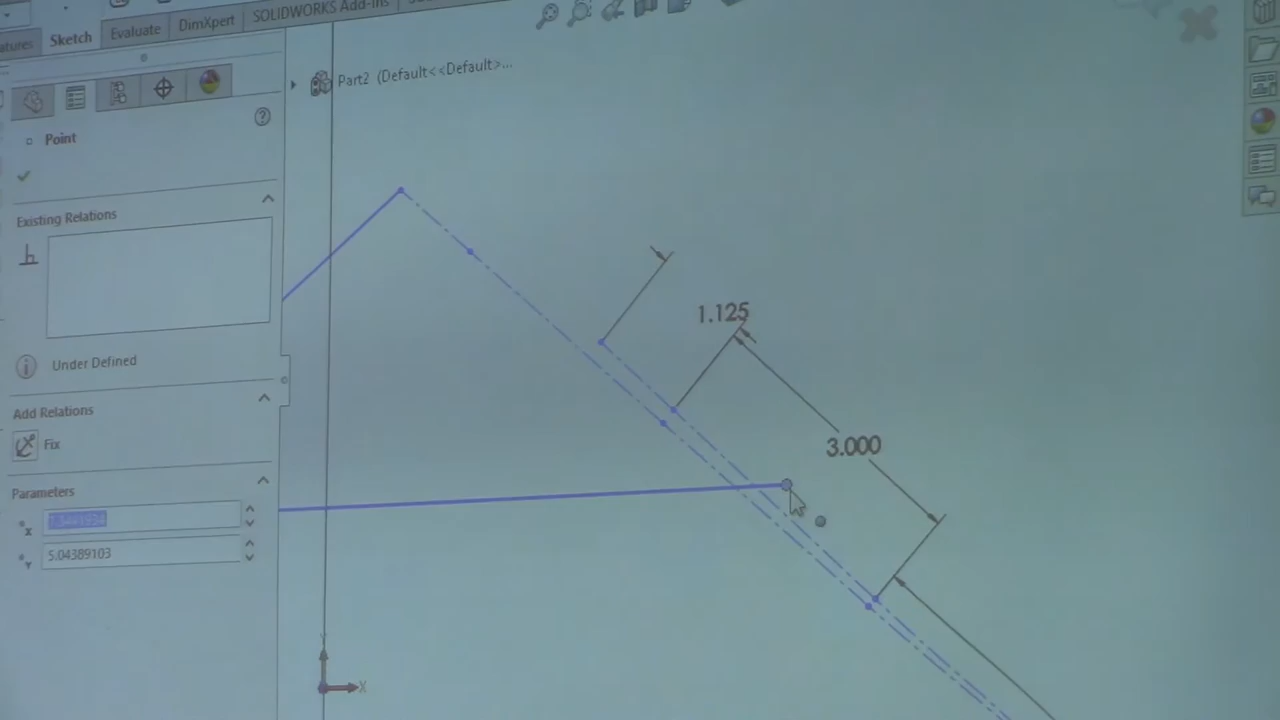 Sketch Evaluate DimXpert SOLIDWORKS Add-Ins
Part2 (Default<<Default>...
Point
Existing Relations
Under Defined
Add Relations
Fix
Parameters
5.04389103
1.125
3.000
Y
X